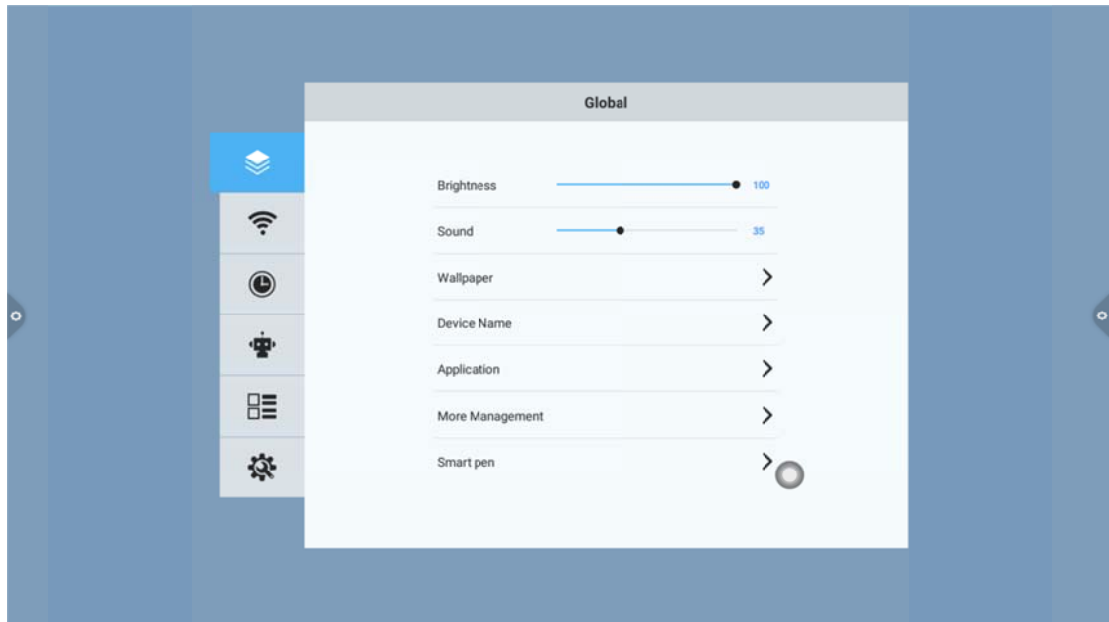 Global
Brightness 100
Sound 35
Wallpaper
Device Name
Application
More Management
Smart pen